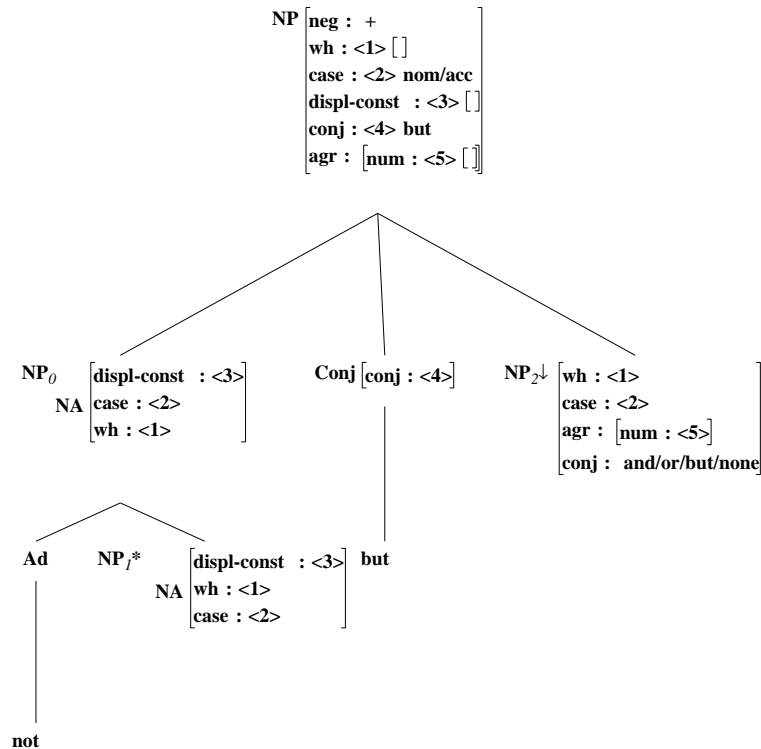 NP [neg : +
wh : <1> []
case : <2> nom/acc
displ-const : <3> []
conj : <4> but
agr : [num : <5> []]]
NP0 NA [displ-const : <3>
case : <2>
wh : <1>]
Conj [conj : <4>]
NP2↓ [wh : <1>
case : <2>
agr : [num : <5>]
conj : and/or/but/none]
Ad
NP1* NA [displ-const : <3>
wh : <1>
case : <2>]
but
not